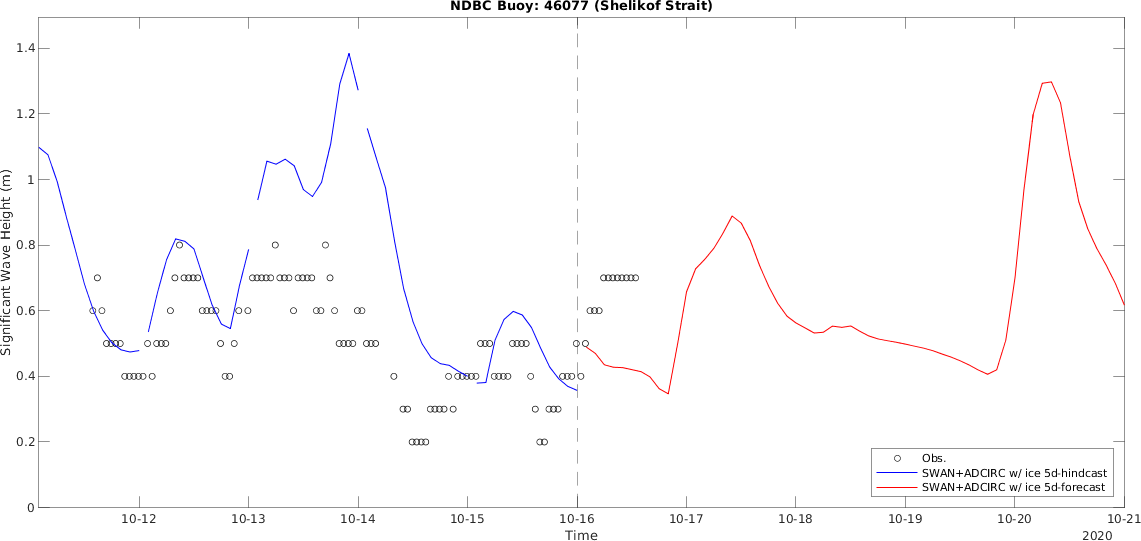 NDBC Buoy: 46077 (Shelikof Strait)
Significant Wave Height (m)
1.4
1.2
1
0.8
0.6
0.4
0.2
0
10-12 10-13 10-14 10-15 10-16 10-17 10-18 10-19 10-20 10-21
Time
2020
Obs.
SWAN+ADCIRC w/ ice 5d-hindcast
SWAN+ADCIRC w/ ice 5d-forecast